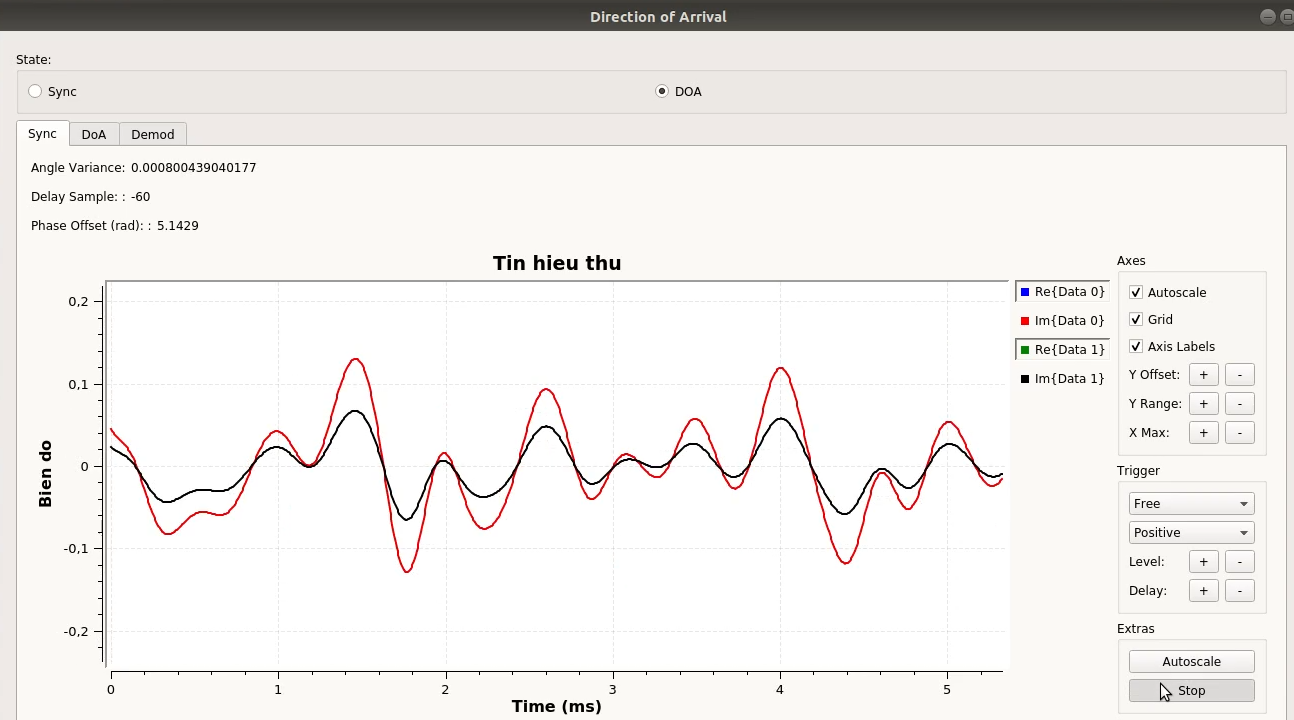 Direction of Arrival
State:
Sync
DOA
Sync
DoA
Demod
Angle Variance: 0.000800439040177
Delay Sample: : -60
Phase Offset (rad): : 5.1429
Tin hieu thu
Bien do
0,2
0,1
0
-0,1
-0,2
0
1
2
3
4
5
Time (ms)
Re{Data 0}
Im{Data 0}
Re{Data 1}
Im{Data 1}
Axes
Autoscale
Grid
Axis Labels
Y Offset: + -
Y Range: + -
X Max: + -
Trigger
Free
Positive
Level: + -
Delay: + -
Extras
Autoscale
Stop